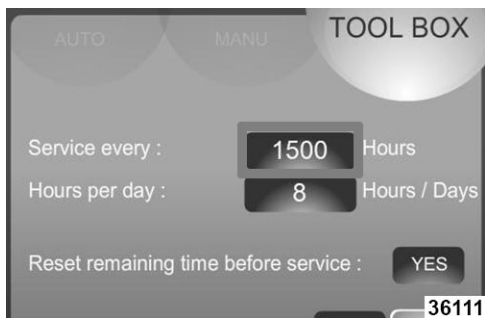 AUTO MANU TOOL BOX
Service every : 1500 Hours
Hours per day : 8 Hours / Days
Reset remaining time before service : YES
36111